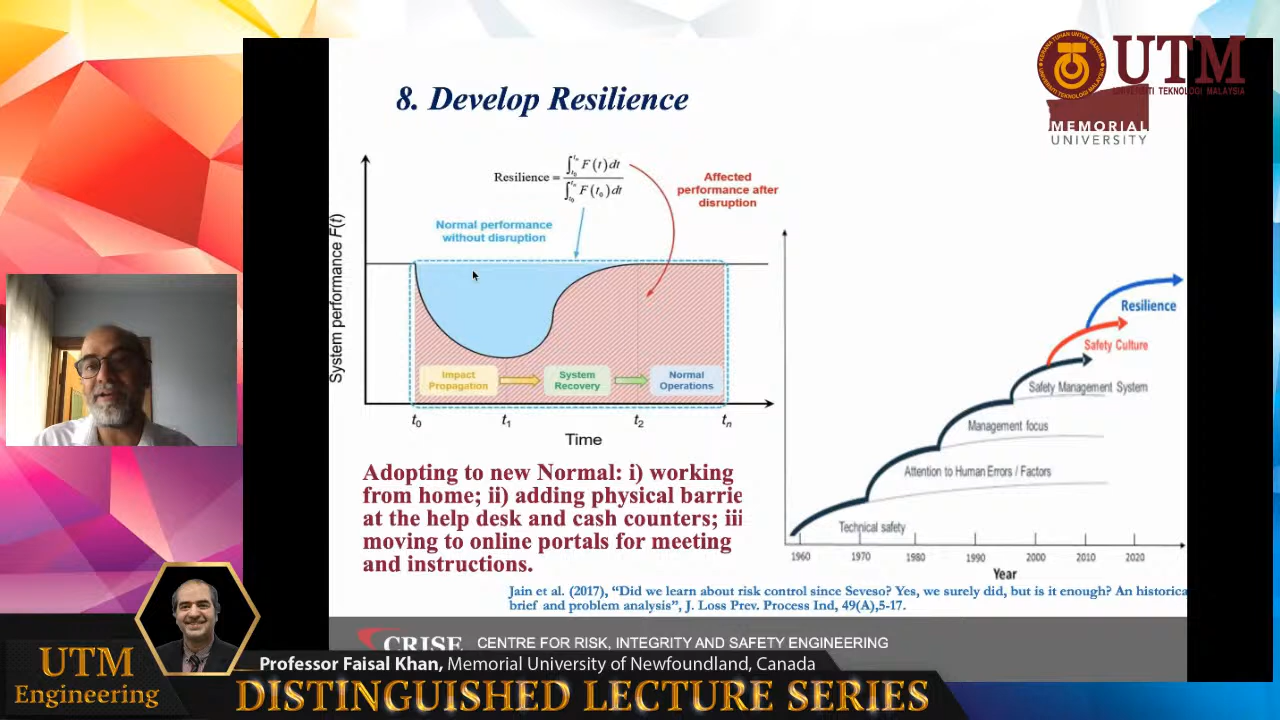 UTM
UNIVERSITI TEKNOLOGI MALAYSIA
MEMORIAL
UNIVERSITY
8. Develop Resilience
Resilience = ∫t0^tn F(t)dt / ∫t0^tn F(t0)dt
Affected
performance after
disruption
Normal performance
without disruption
System performance F(t)
Impact
Propagation
System
Recovery
Normal
Operations
t0 t1 t2 tn
Time
Resilience
Safety Culture
Safety Management System
Management focus
Attention to Human Errors / Factors
Technical safety
1960 1970 1980 1990 2000 2010 2020
Year
Adopting to new Normal: i) working
from home; ii) adding physical barrie
at the help desk and cash counters; iii
moving to online portals for meeting
and instructions.
Jain et al. (2017), “Did we learn about risk control since Seveso? Yes, we surely did, but is it enough? An historica
brief and problem analysis”, J. Loss Prev. Process Ind, 49(A),5-17.
CRISE CENTRE FOR RISK, INTEGRITY AND SAFETY ENGINEERING
Professor Faisal Khan, Memorial University of Newfoundland, Canada
UTM
Engineering
DISTINGUISHED LECTURE SERIES